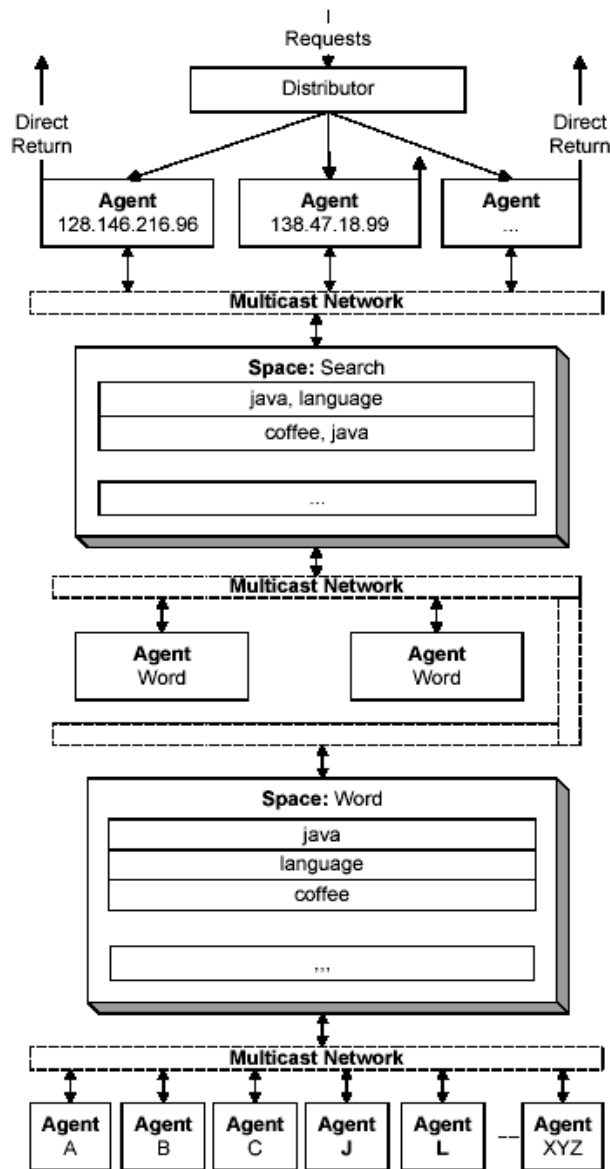 Requests
Distributor
Direct
Return
Direct
Return
Agent
128.146.216.96
Agent
138.47.18.99
Agent
...
Multicast Network
Space: Search
java, language
coffee, java
...
Multicast Network
Agent
Word
Agent
Word
Space: Word
java
language
coffee
,,,
Multicast Network
Agent
A
Agent
B
Agent
C
Agent
J
Agent
L
Agent
XYZ